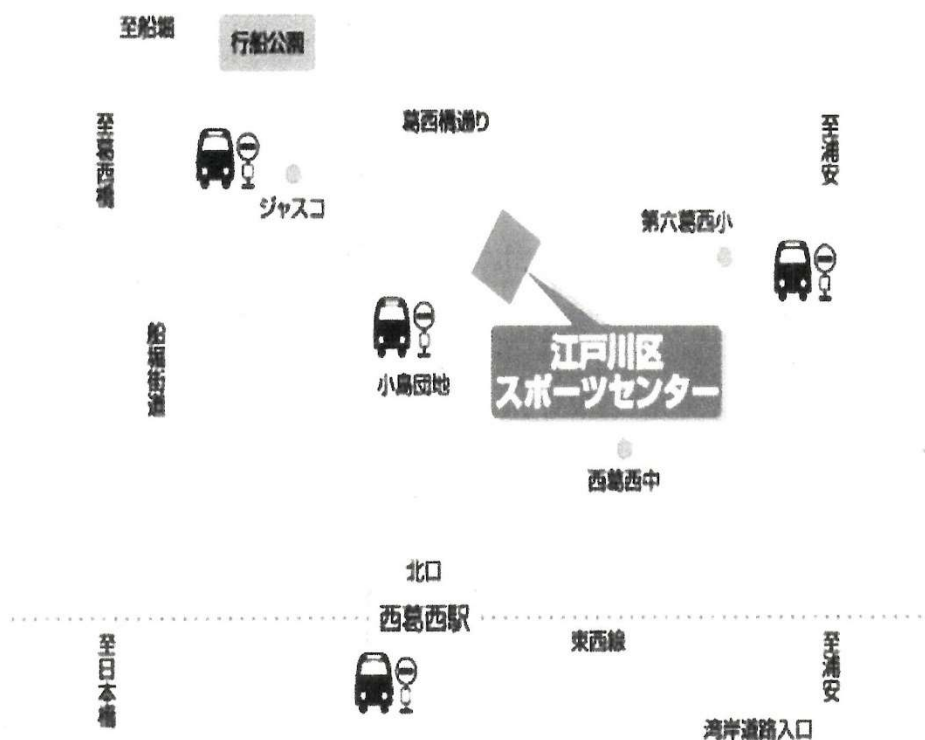 至船堀
行船公園
至葛西橋
葛西橋通り
至浦安
ジャスコ
第六葛西小
船堀街道
小島団地
江戸川区
スポーツセンター
西葛西中
北口
西葛西駅
東西線
至日本橋
至浦安
湾岸道路入口